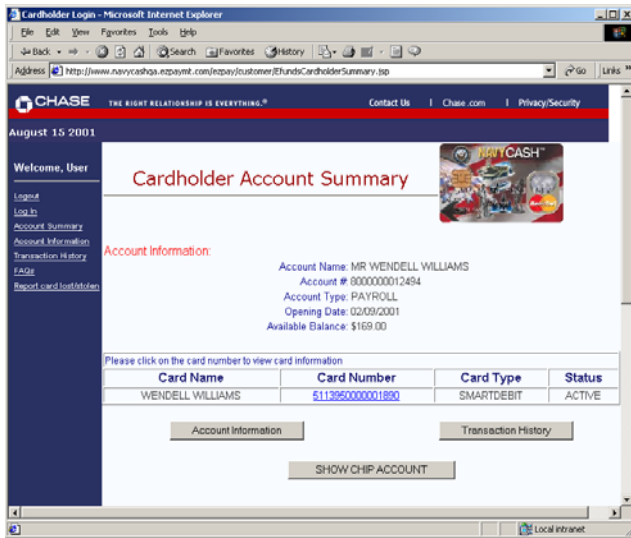 Cardholder Login - Microsoft Internet Explorer
File Edit View Favorites Tools Help
Back Search Favorites History
Address http://www.navycashqa.ezpaymt.com/ezpay/customer/EfundsCardholderSummary.jsp Go Links
CHASE THE RIGHT RELATIONSHIP IS EVERYTHING.® Contact Us | Chase.com | Privacy/Security
August 15 2001
Welcome, User
Logout
Log In
Account Summary
Account Information
Transaction History
FAQs
Report card lost/stolen
NAVYCASH™
MasterCard
Cardholder Account Summary
Account Information:
Account Name: MR WENDELL WILLIAMS
Account # 8000000012494
Account Type: PAYROLL
Opening Date: 02/09/2001
Available Balance: $169.00
Please click on the card number to view card information
Card Name Card Number Card Type Status
WENDELL WILLIAMS 5113950000001890 SMARTDEBIT ACTIVE
Account Information Transaction History
SHOW CHIP ACCOUNT
Local intranet